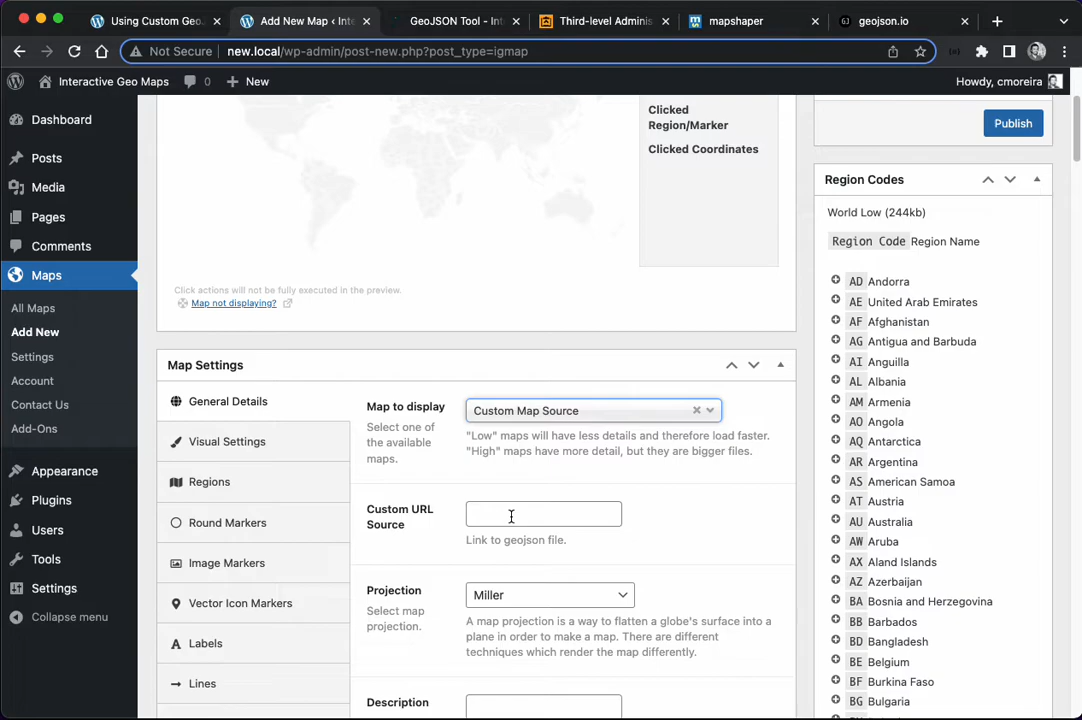 Using Custom Geo
Add New Map ‹ Inte
GeoJSON Tool - Int
Third-level Adminis
mapshaper
geojson.io
Not Secure
new.local/wp-admin/post-new.php?post_type=igmap
Interactive Geo Maps
0
New
Howdy, cmoreira
Dashboard
Posts
Media
Pages
Comments
Maps
All Maps
Add New
Settings
Account
Contact Us
Add-Ons
Appearance
Plugins
Users
Tools
Settings
Collapse menu
Clicked
Region/Marker
Clicked Coordinates
Click actions will not be fully executed in the preview.
Map not displaying?
Map Settings
General Details
Visual Settings
Regions
Round Markers
Image Markers
Vector Icon Markers
Labels
Lines
Map to display
Select one of
the available
maps.
Custom Map Source
"Low" maps will have less details and therefore load faster.
"High" maps have more detail, but they are bigger files.
Custom URL
Source
Link to geojson file.
Projection
Select map
projection.
Miller
A map projection is a way to flatten a globe's surface into a
plane in order to make a map. There are different
techniques which render the map differently.
Description
Publish
Region Codes
World Low (244kb)
Region Code Region Name
AD Andorra
AE United Arab Emirates
AF Afghanistan
AG Antigua and Barbuda
AI Anguilla
AL Albania
AM Armenia
AO Angola
AQ Antarctica
AR Argentina
AS American Samoa
AT Austria
AU Australia
AW Aruba
AX Aland Islands
AZ Azerbaijan
BA Bosnia and Herzegovina
BB Barbados
BD Bangladesh
BE Belgium
BF Burkina Faso
BG Bulgaria